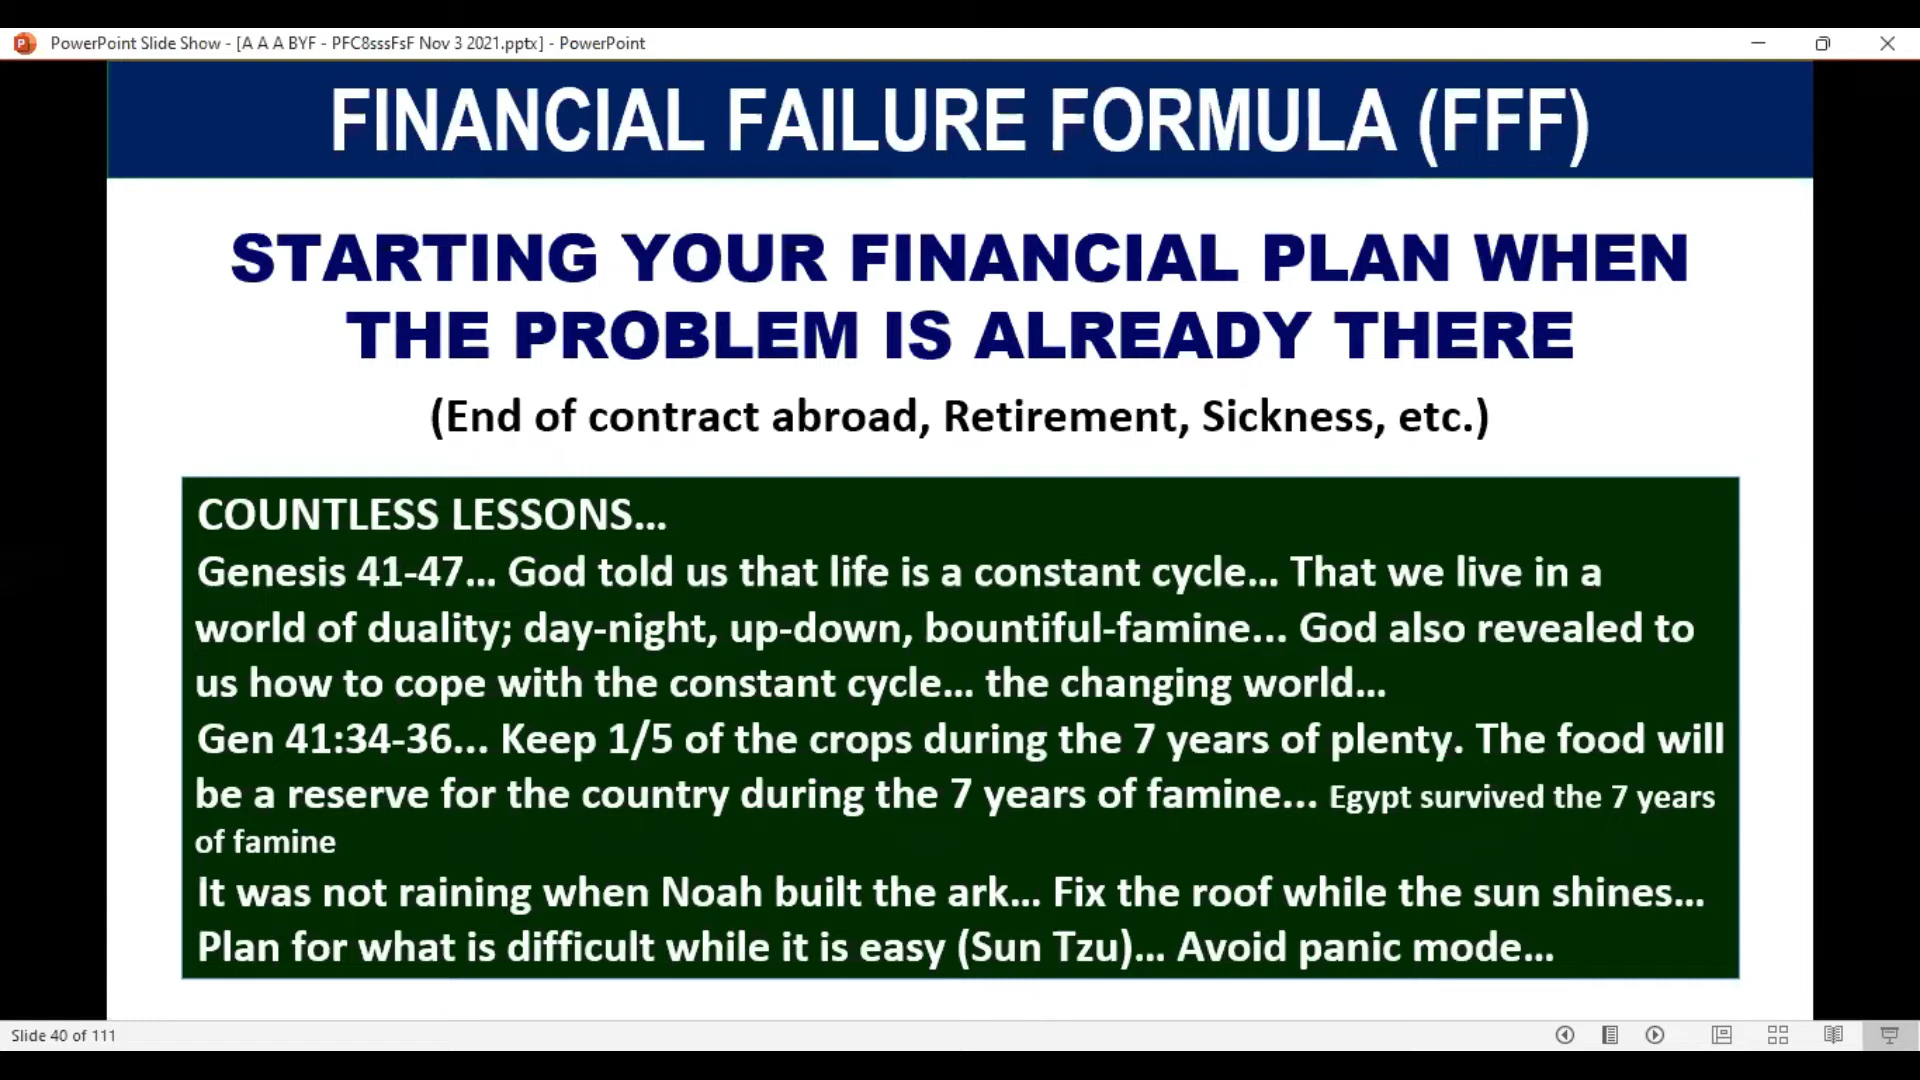 PowerPoint Slide Show - [A A A BYF - PFC8sssFsF Nov 3 2021.pptx] - PowerPoint
FINANCIAL FAILURE FORMULA (FFF)
STARTING YOUR FINANCIAL PLAN WHEN
THE PROBLEM IS ALREADY THERE
(End of contract abroad, Retirement, Sickness, etc.)
COUNTLESS LESSONS...
Genesis 41-47... God told us that life is a constant cycle... That we live in a
world of duality; day-night, up-down, bountiful-famine... God also revealed to
us how to cope with the constant cycle... the changing world...
Gen 41:34-36... Keep 1/5 of the crops during the 7 years of plenty. The food will
be a reserve for the country during the 7 years of famine... Egypt survived the 7 years
of famine
It was not raining when Noah built the ark... Fix the roof while the sun shines...
Plan for what is difficult while it is easy (Sun Tzu)... Avoid panic mode...
Slide 40 of 111